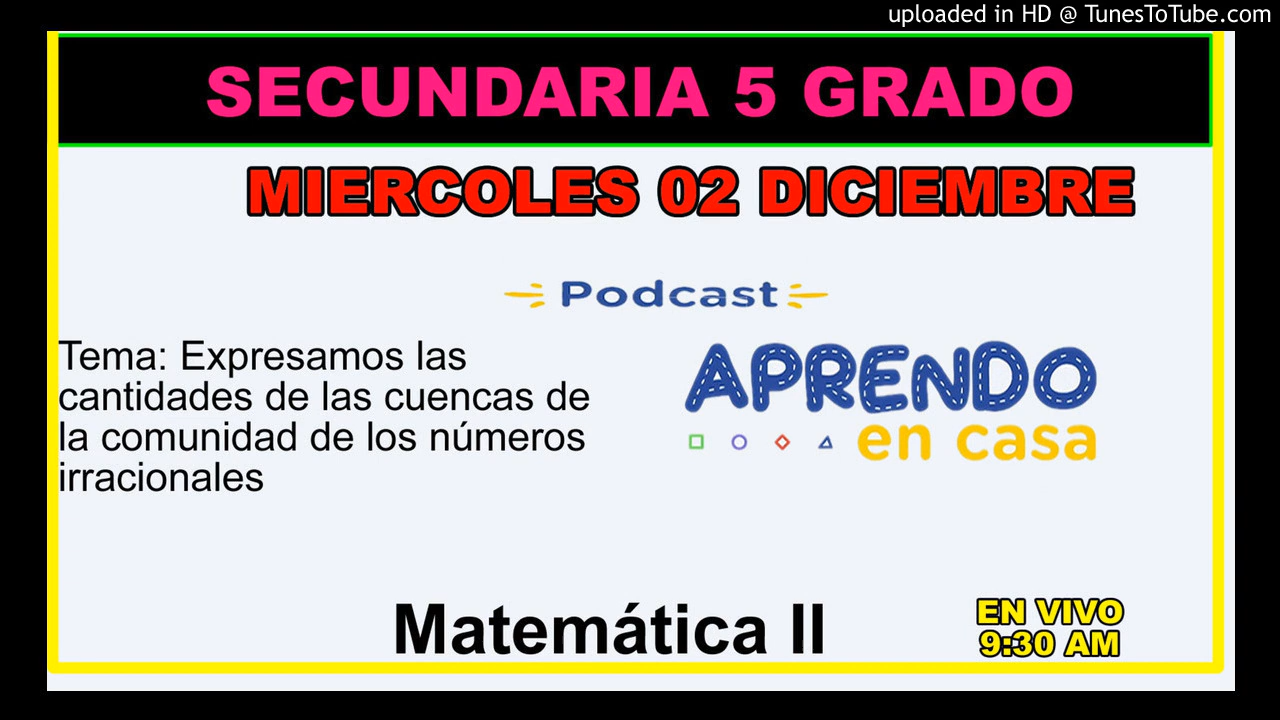 uploaded in HD @ TunesToTube.com
SECUNDARIA 5 GRADO
MIERCOLES 02 DICIEMBRE
Podcast
Tema: Expresamos las
cantidades de las cuencas de
la comunidad de los números
irracionales
APRENDO
en casa
Matemática II
EN VIVO
9:30 AM